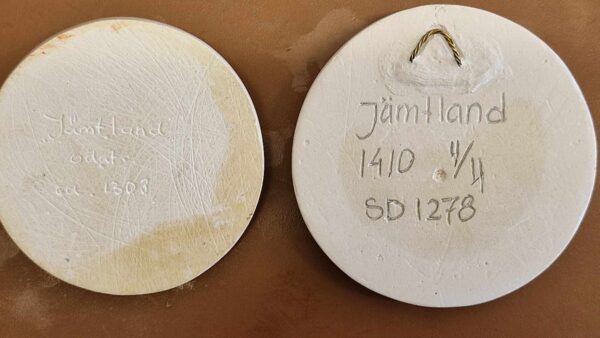 Jämtland
odat.
ca. 1303
Jämtland
1410 4/4
SD 1278